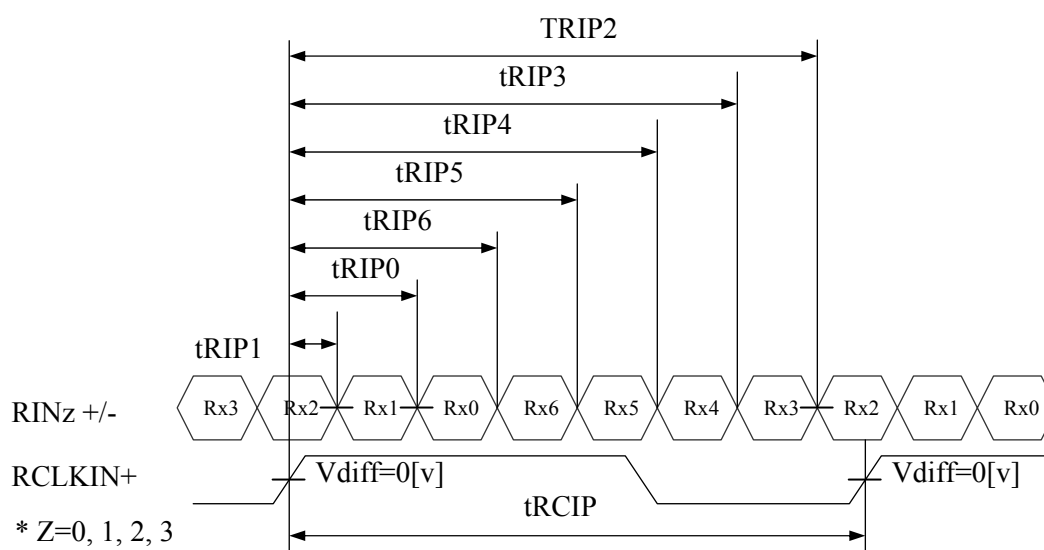 TRIP2
tRIP3
tRIP4
tRIP5
tRIP6
tRIP0
tRIP1
RINz +/- Rx3 Rx2 Rx1 Rx0 Rx6 Rx5 Rx4 Rx3 Rx2 Rx1 Rx0
RCLKIN+ Vdiff=0[v] Vdiff=0[v]
tRCIP
* Z=0, 1, 2, 3